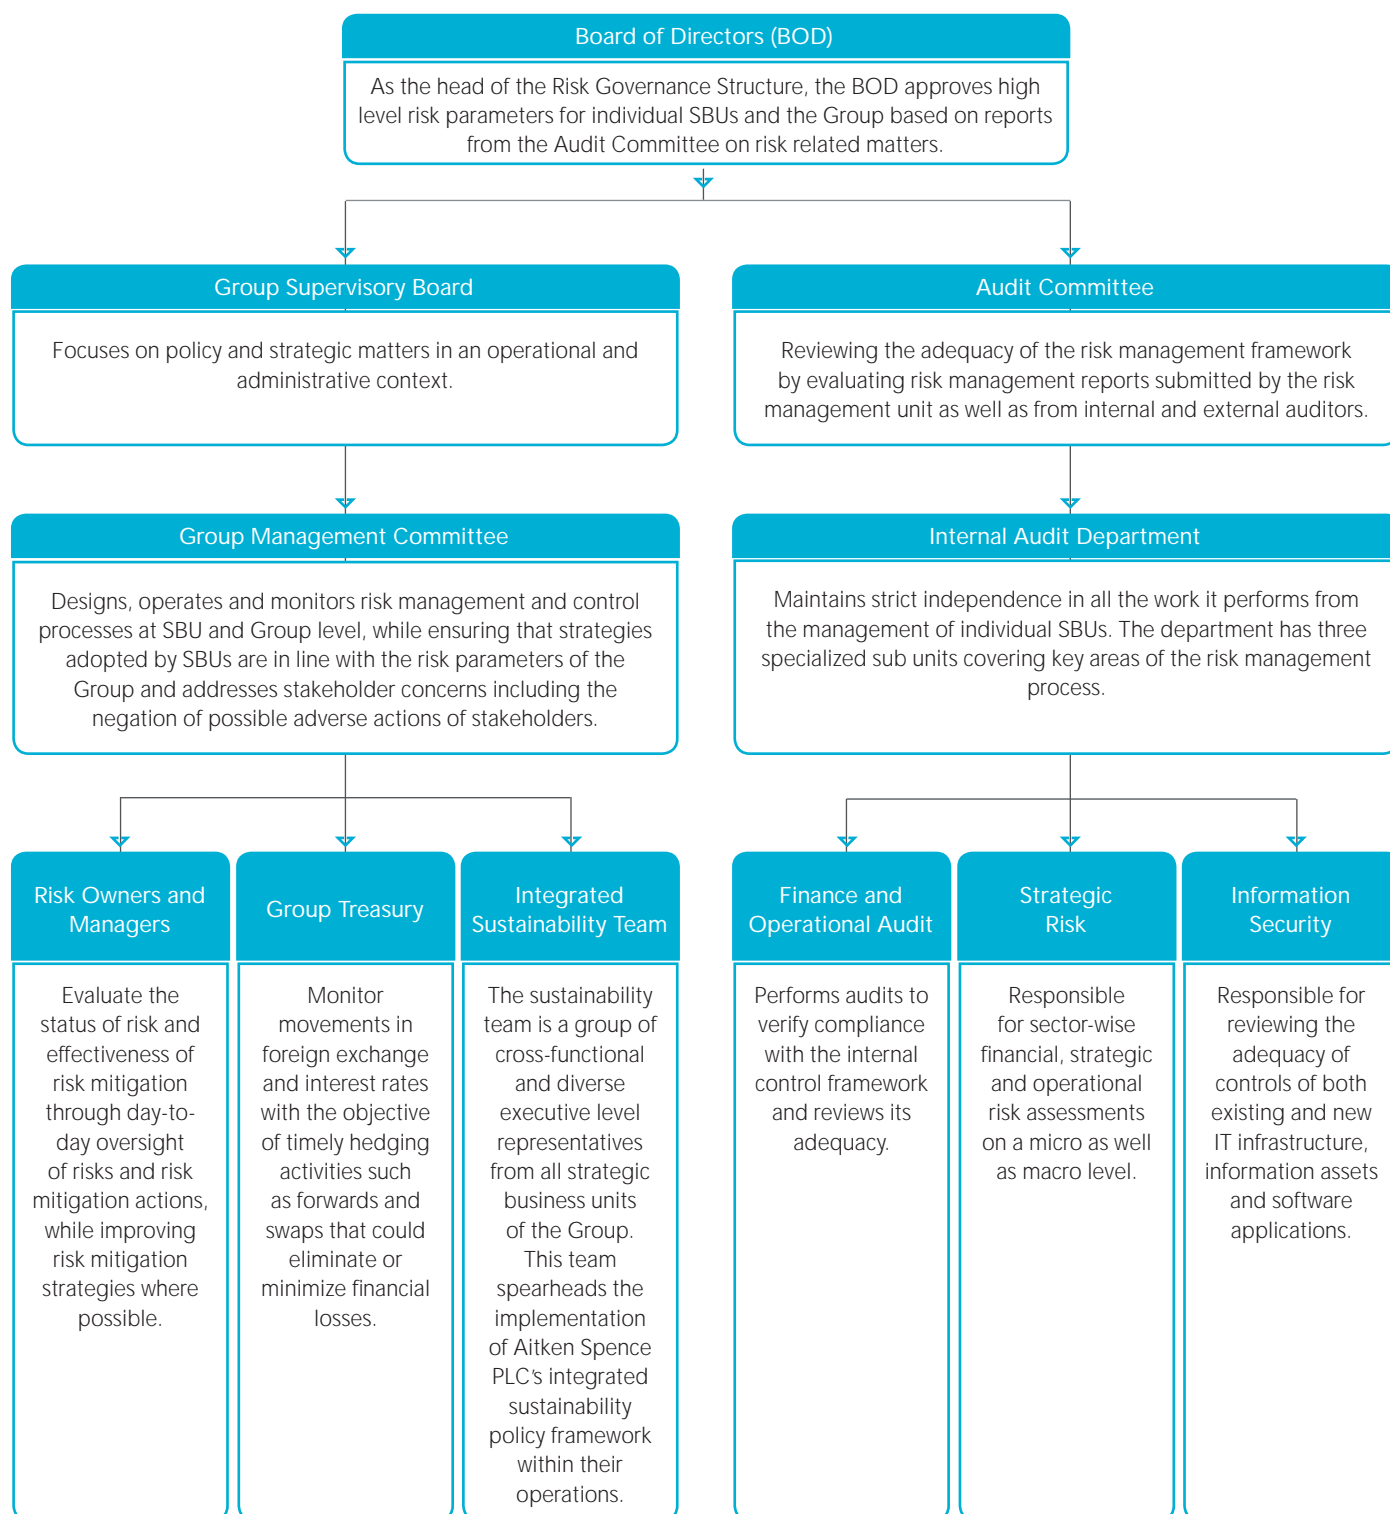 Board of Directors (BOD)
As the head of the Risk Governance Structure, the BOD approves high
level risk parameters for individual SBUs and the Group based on reports
from the Audit Committee on risk related matters.
Group Supervisory Board
Focuses on policy and strategic matters in an operational and
administrative context.
Audit Committee
Reviewing the adequacy of the risk management framework
by evaluating risk management reports submitted by the risk
management unit as well as from internal and external auditors.
Group Management Committee
Designs, operates and monitors risk management and control
processes at SBU and Group level, while ensuring that strategies
adopted by SBUs are in line with the risk parameters of the
Group and addresses stakeholder concerns including the
negation of possible adverse actions of stakeholders.
Internal Audit Department
Maintains strict independence in all the work it performs from
the management of individual SBUs. The department has three
specialized sub units covering key areas of the risk management
process.
Risk Owners and
Managers
Evaluate the
status of risk and
effectiveness of
risk mitigation
through day-to-
day oversight
of risks and risk
mitigation actions,
while improving
risk mitigation
strategies where
possible.
Group Treasury
Monitor
movements in
foreign exchange
and interest rates
with the objective
of timely hedging
activities such
as forwards and
swaps that could
eliminate or
minimize financial
losses.
Integrated
Sustainability Team
The sustainability
team is a group of
cross-functional
and diverse
executive level
representatives
from all strategic
business units
of the Group.
This team
spearheads the
implementation
of Aitken Spence
PLC's integrated
sustainability
policy framework
within their
operations.
Finance and
Operational Audit
Performs audits to
verify compliance
with the internal
control framework
and reviews its
adequacy.
Strategic
Risk
Responsible
for sector-wise
financial, strategic
and operational
risk assessments
on a micro as well
as macro level.
Information
Security
Responsible for
reviewing the
adequacy of
controls of both
existing and new
IT infrastructure,
information assets
and software
applications.